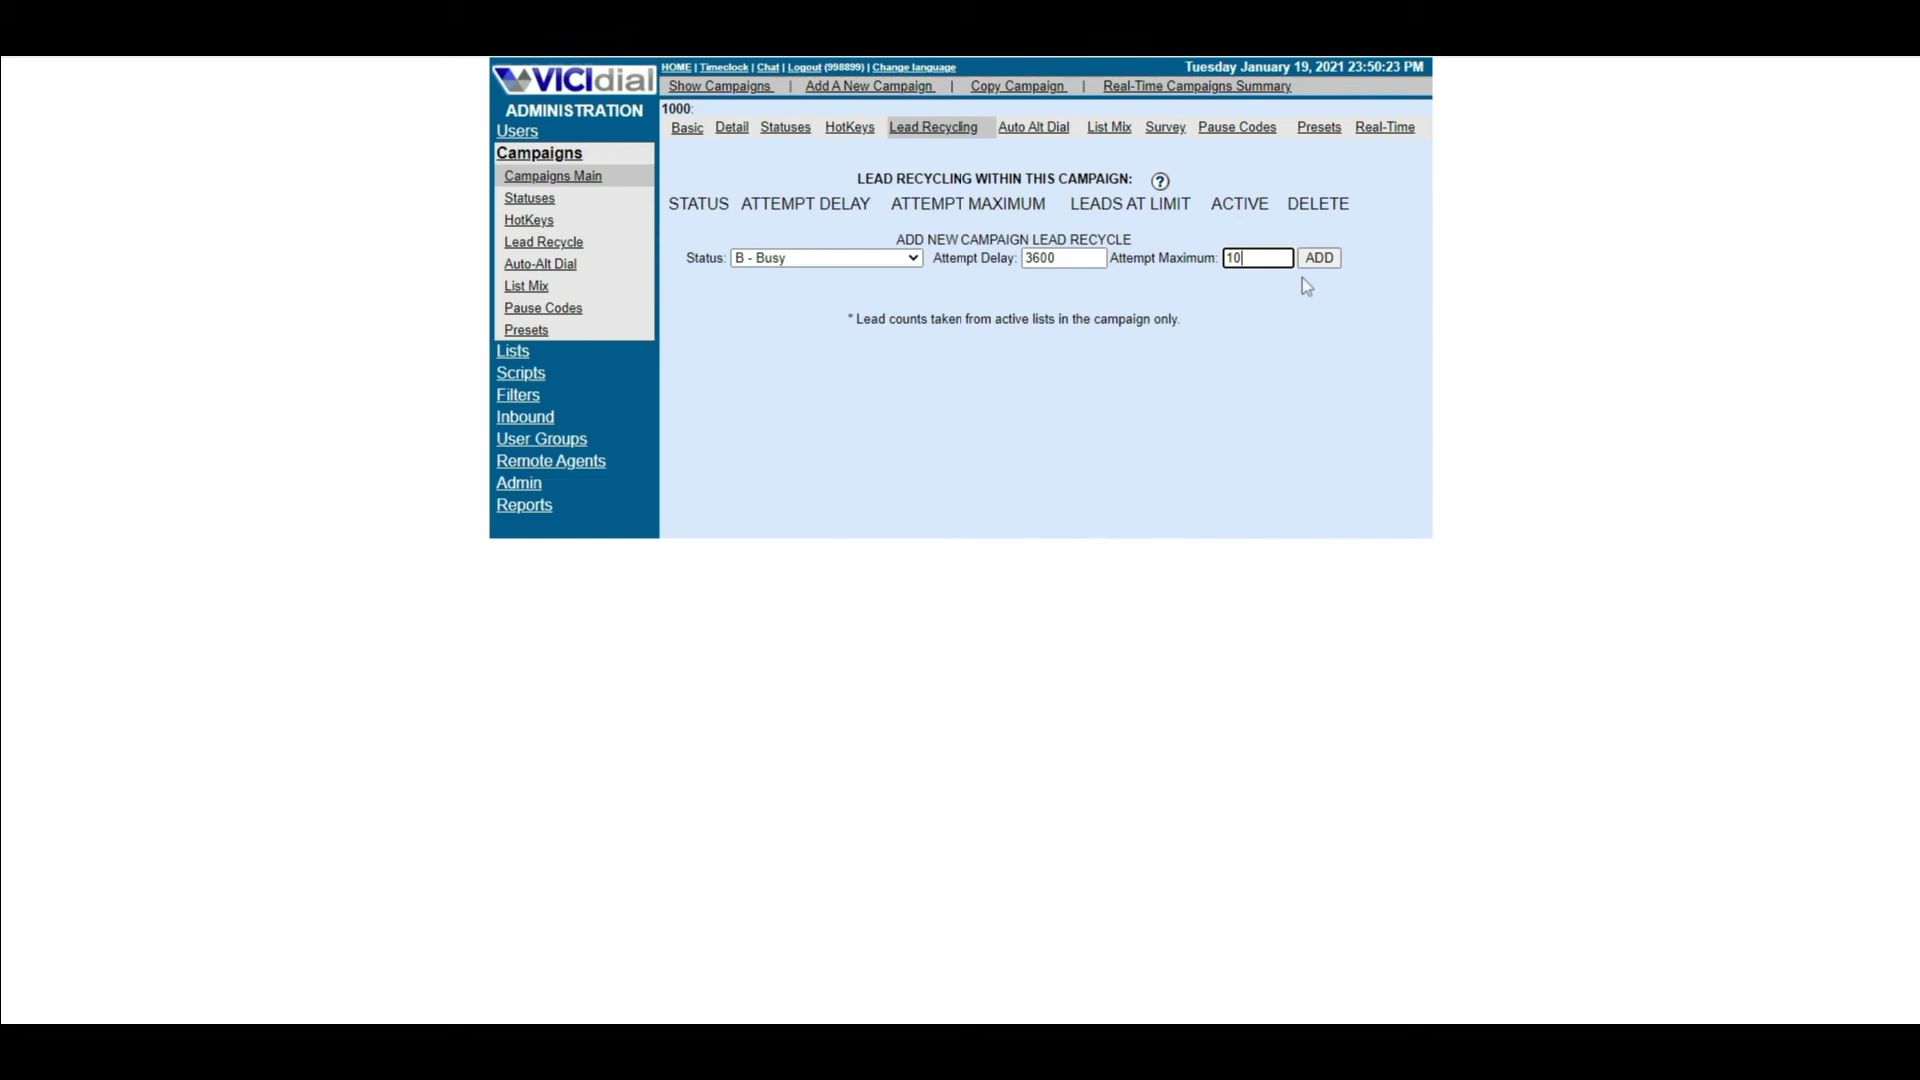 VICIdial
HOME | Timeclock | Chat | Logout (998899) | Change language
Tuesday January 19, 2021 23:50:23 PM
Show Campaigns | Add A New Campaign | Copy Campaign | Real-Time Campaigns Summary
ADMINISTRATION
Users
Campaigns
Campaigns Main
Statuses
HotKeys
Lead Recycle
Auto-Alt Dial
List Mix
Pause Codes
Presets
Lists
Scripts
Filters
Inbound
User Groups
Remote Agents
Admin
Reports
1000:
Basic Detail Statuses HotKeys Lead Recycling Auto Alt Dial List Mix Survey Pause Codes Presets Real-Time
LEAD RECYCLING WITHIN THIS CAMPAIGN: ?
STATUS ATTEMPT DELAY ATTEMPT MAXIMUM LEADS AT LIMIT ACTIVE DELETE
ADD NEW CAMPAIGN LEAD RECYCLE
Status: B - Busy Attempt Delay: 3600 Attempt Maximum: 10 ADD
* Lead counts taken from active lists in the campaign only.